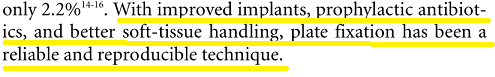 only 2.2%¹⁴⁻¹⁶. With improved implants, prophylactic antibiot-
ics, and better soft-tissue handling, plate fixation has been a
reliable and reproducible technique.